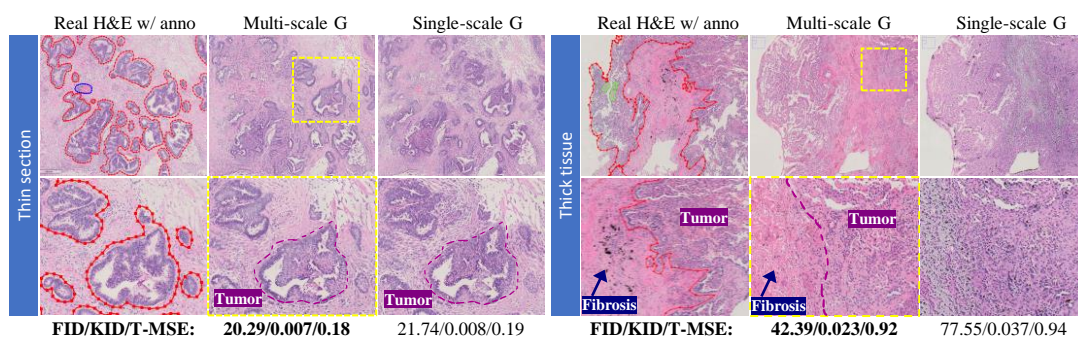 Real H&E w/ anno Multi-scale G Single-scale G
Real H&E w/ anno Multi-scale G Single-scale G
Thin section
Thick tissue
Tumor
Tumor
Tumor
Tumor
Fibrosis
Fibrosis
FID/KID/T-MSE: 20.29/0.007/0.18 21.74/0.008/0.19
FID/KID/T-MSE: 42.39/0.023/0.92 77.55/0.037/0.94